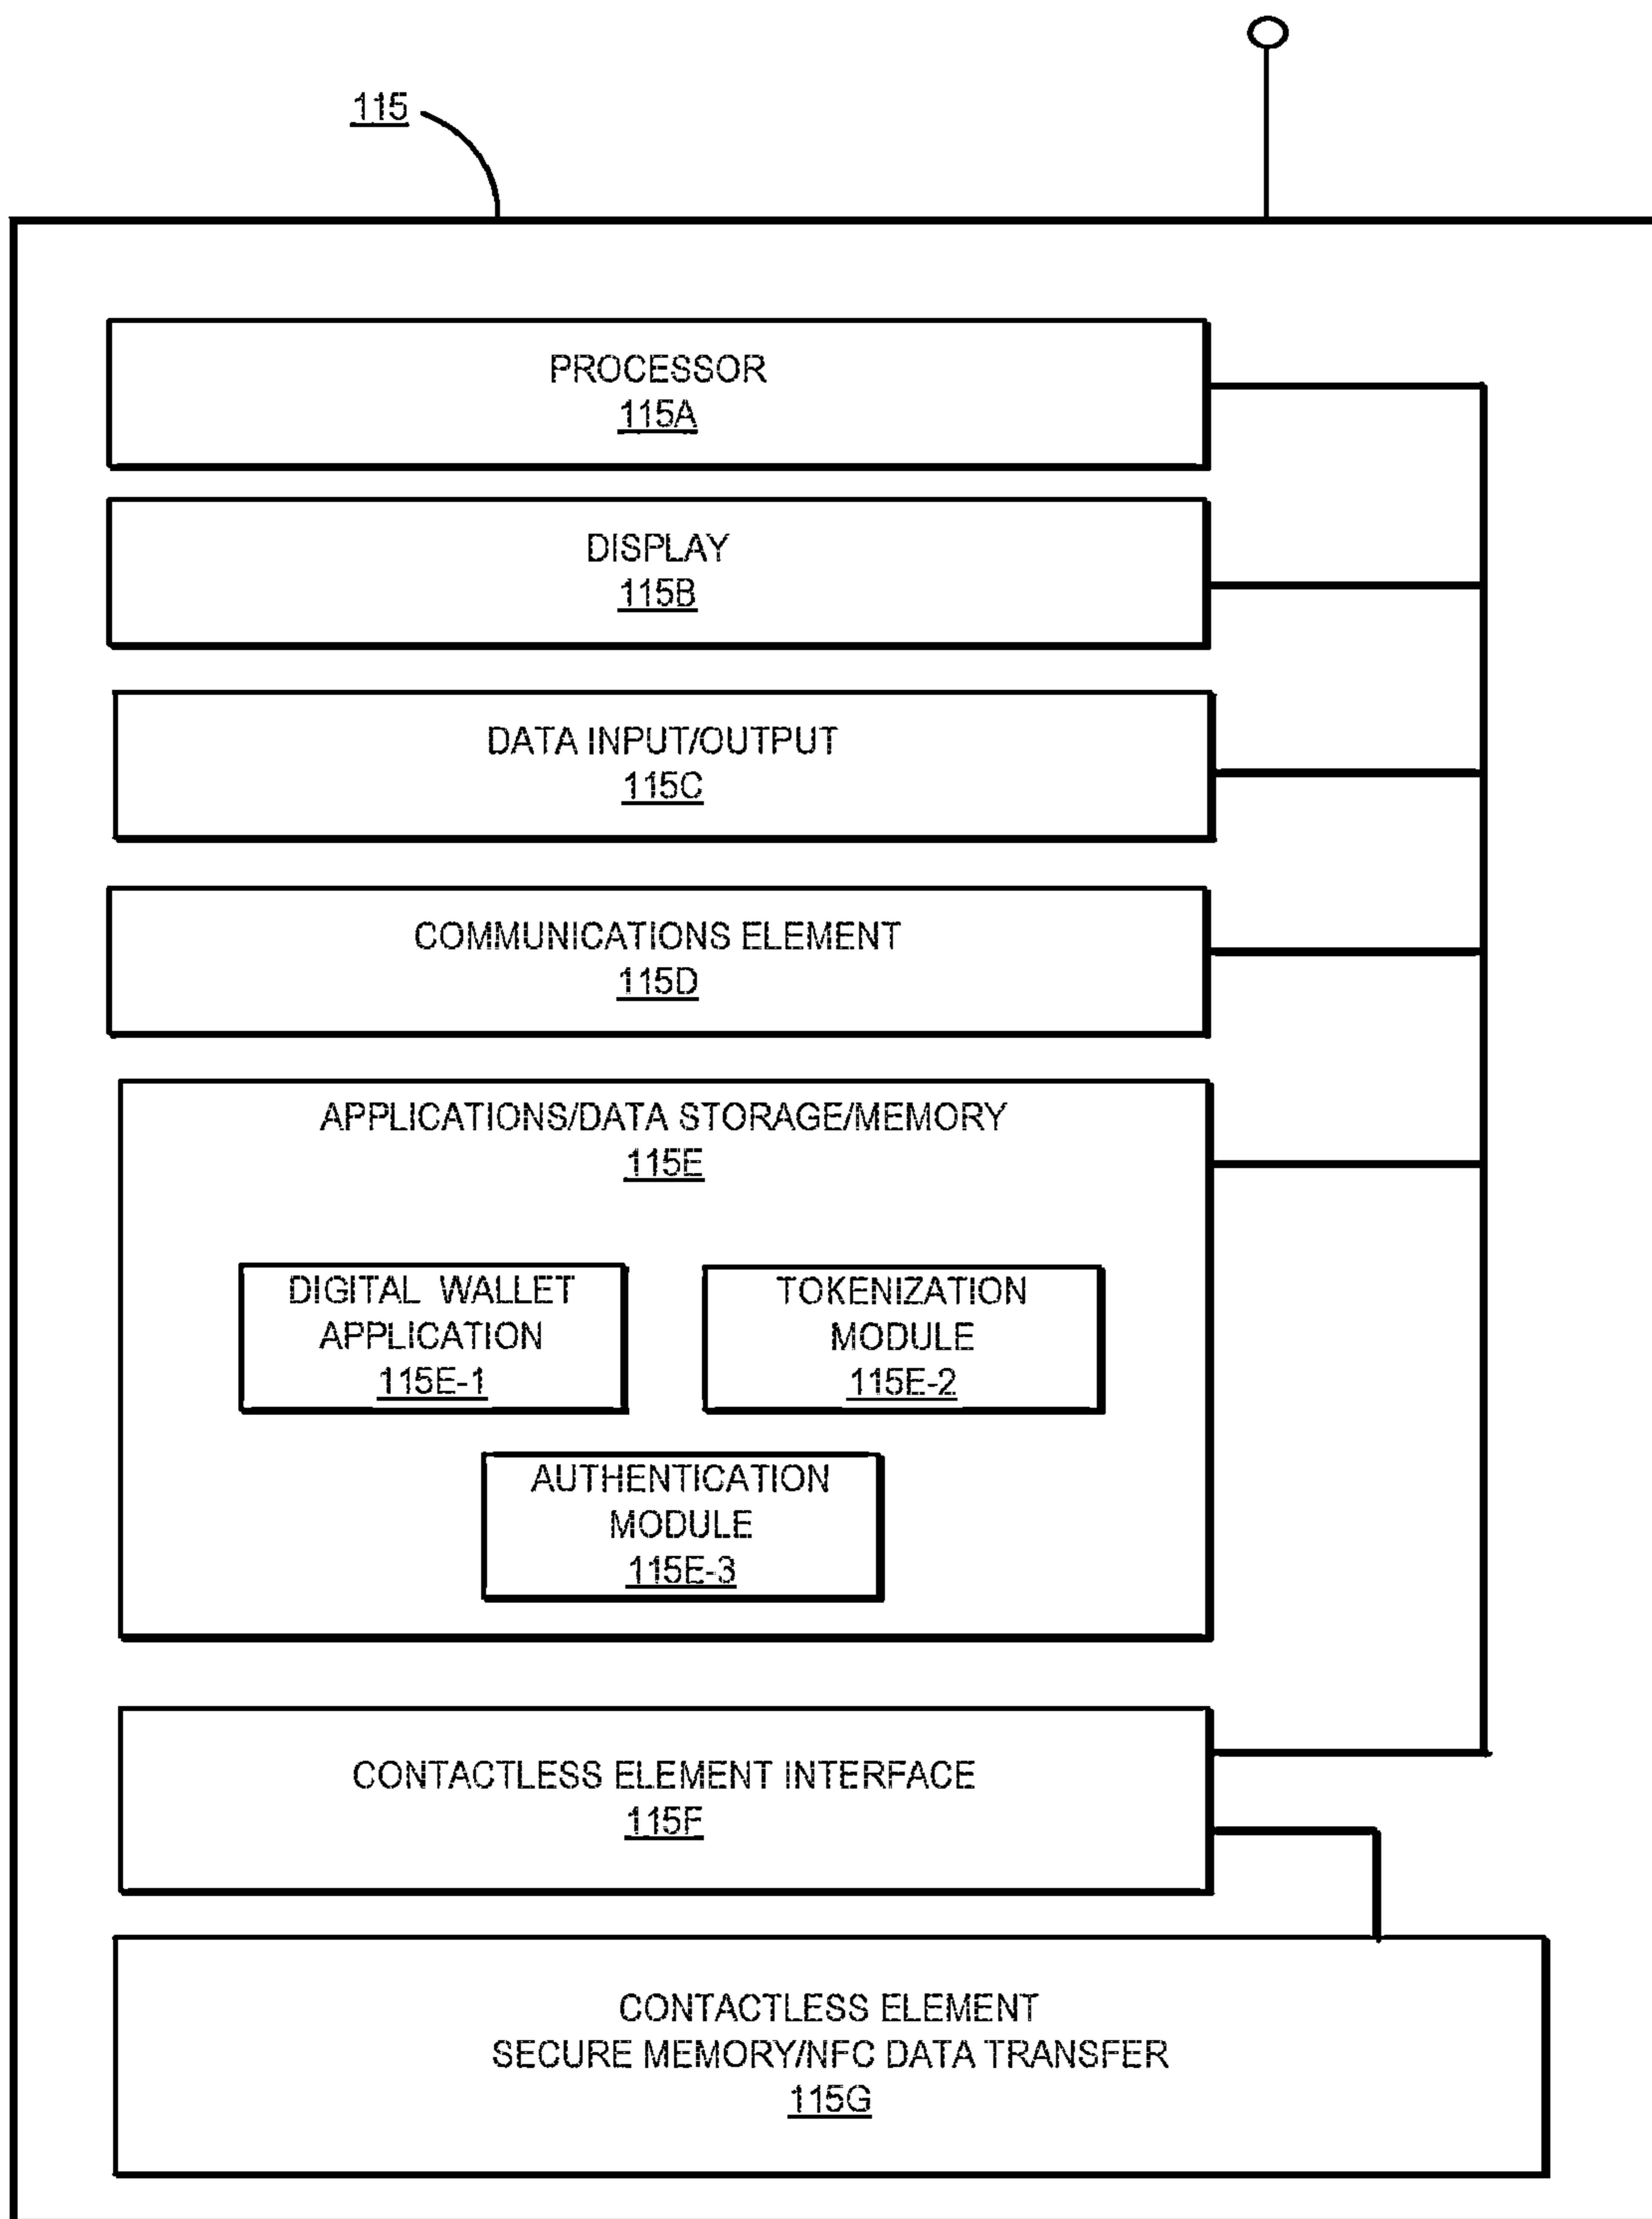 115
PROCESSOR
115A
DISPLAY
115B
DATA INPUT/OUTPUT
115C
COMMUNICATIONS ELEMENT
115D
APPLICATIONS/DATA STORAGE/MEMORY
115E
DIGITAL WALLET
APPLICATION
115E-1
TOKENIZATION
MODULE
115E-2
AUTHENTICATION
MODULE
115E-3
CONTACTLESS ELEMENT INTERFACE
115F
CONTACTLESS ELEMENT
SECURE MEMORY/NFC DATA TRANSFER
115G